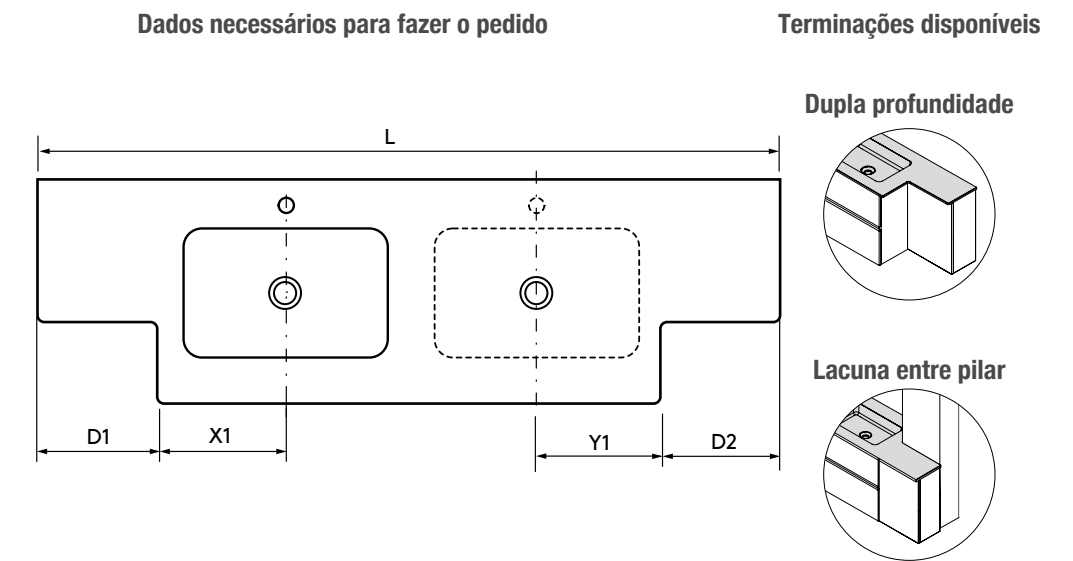 Dados necessários para fazer o pedido
Terminações disponíveis
Dupla profundidade
L
Lacuna entre pilar
D1
X1
Y1
D2